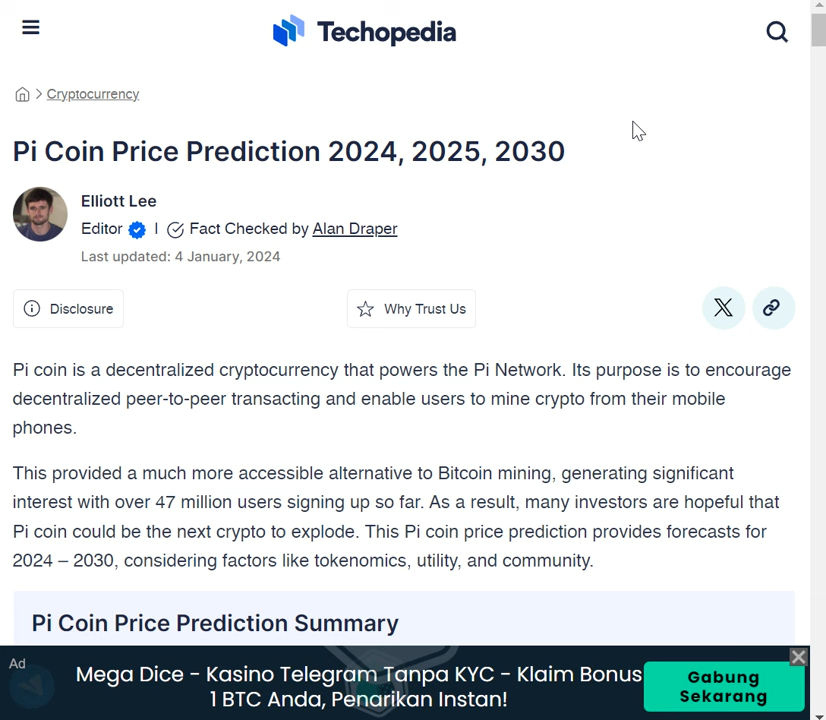 Techopedia
Cryptocurrency
Pi Coin Price Prediction 2024, 2025, 2030
Elliott Lee
Editor | Fact Checked by Alan Draper
Last updated: 4 January, 2024
Disclosure
Why Trust Us
Pi coin is a decentralized cryptocurrency that powers the Pi Network. Its purpose is to encourage
decentralized peer-to-peer transacting and enable users to mine crypto from their mobile
phones.
This provided a much more accessible alternative to Bitcoin mining, generating significant
interest with over 47 million users signing up so far. As a result, many investors are hopeful that
Pi coin could be the next crypto to explode. This Pi coin price prediction provides forecasts for
2024 – 2030, considering factors like tokenomics, utility, and community.
Pi Coin Price Prediction Summary
Ad
Mega Dice - Kasino Telegram Tanpa KYC - Klaim Bonus
1 BTC Anda, Penarikan Instan!
Gabung
Sekarang